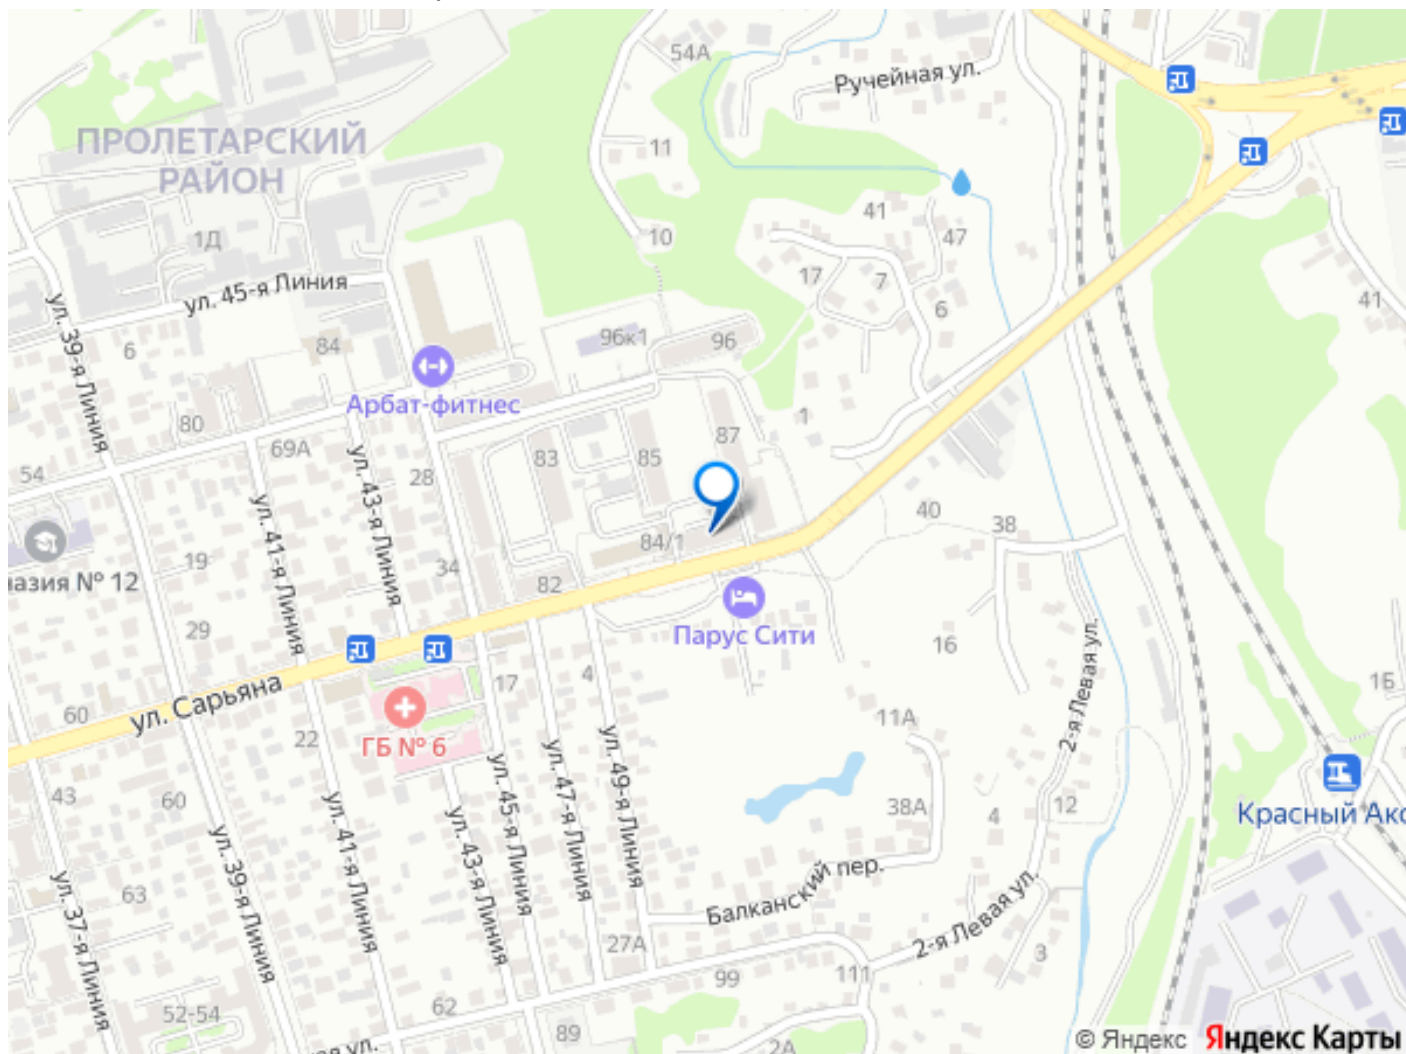 54А
Ручейная ул.
ПРОЛЕТАРСКИЙ
РАЙОН
11
41
47
10
1Д
17
7
6
ул. 45-я Линия
41
ул. 39-я Линия
6
84
96к1
96
Арбат-фитнес
80
69А
1
87
54
28
83
85
ул. 43-я Линия
ул. 41-я Линия
40
38
84/1
19
34
82
№ 12
29
Парус Сити
16
2-я Левая ул.
4
17
1Б
60
ул. Сарьяна
11А
22
ГБ № 6
43
60
ул. 41-я Линия
ул. 45-я Линия
ул. 47-я Линия
ул. 49-я Линия
38А
4
12
Красный Акс
ул. 39-я Линия
ул. 43-я Линия
63
ул. 37-я Линия
Балканский пер.
2-я Левая ул.
27А
3
99
111
62
52-54
89
2А
ул.
© Яндекс Яндекс Карты